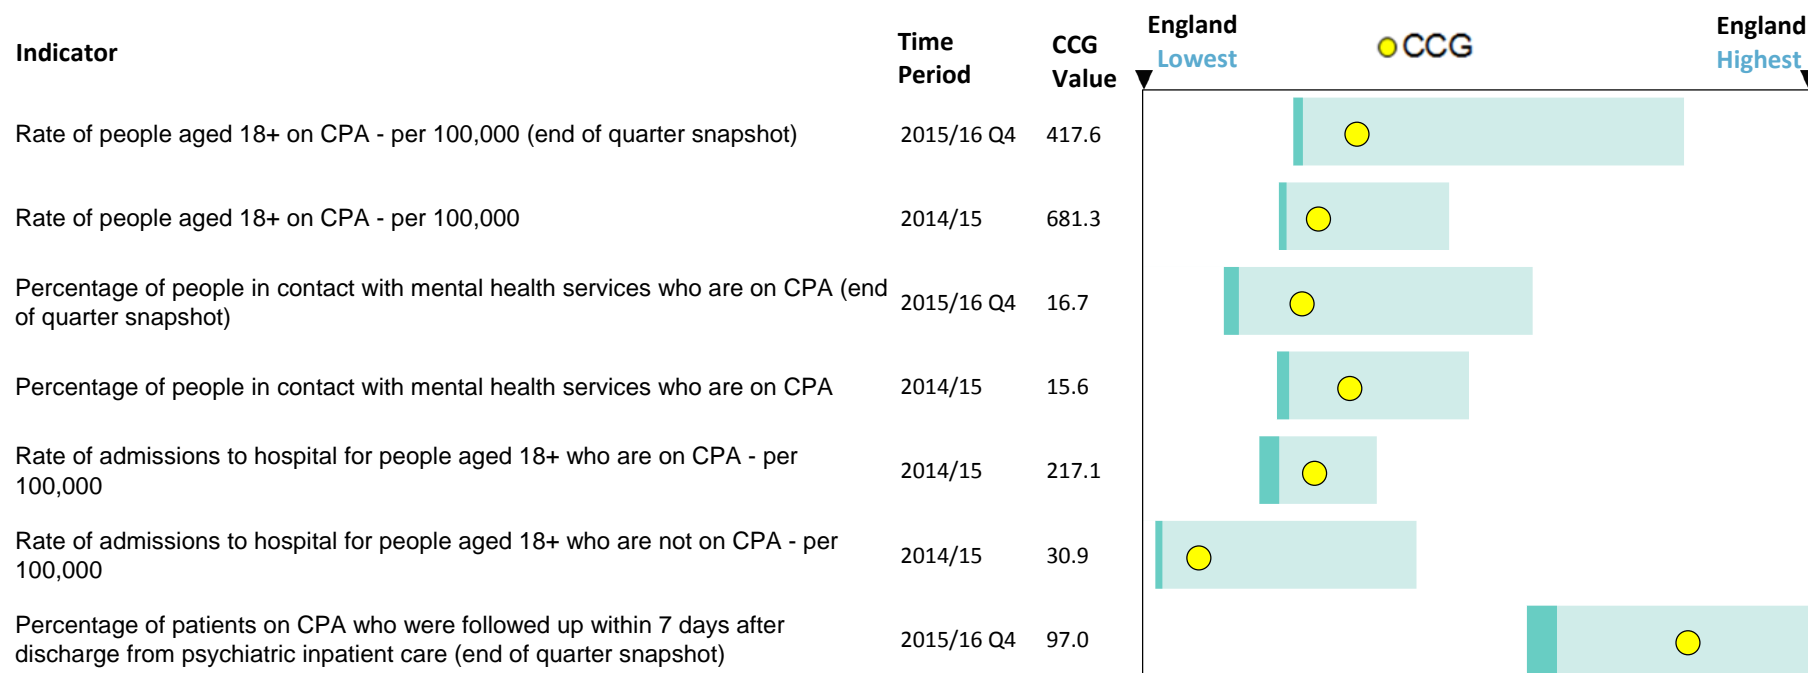 Indicator
Time Period
CCG Value
England Lowest
CCG
England Highest
Rate of people aged 18+ on CPA - per 100,000 (end of quarter snapshot) 2015/16 Q4 417.6
Rate of people aged 18+ on CPA - per 100,000 2014/15 681.3
Percentage of people in contact with mental health services who are on CPA (end
of quarter snapshot) 2015/16 Q4 16.7
Percentage of people in contact with mental health services who are on CPA 2014/15 15.6
Rate of admissions to hospital for people aged 18+ who are on CPA - per
100,000 2014/15 217.1
Rate of admissions to hospital for people aged 18+ who are not on CPA - per
100,000 2014/15 30.9
Percentage of patients on CPA who were followed up within 7 days after
discharge from psychiatric inpatient care (end of quarter snapshot) 2015/16 Q4 97.0